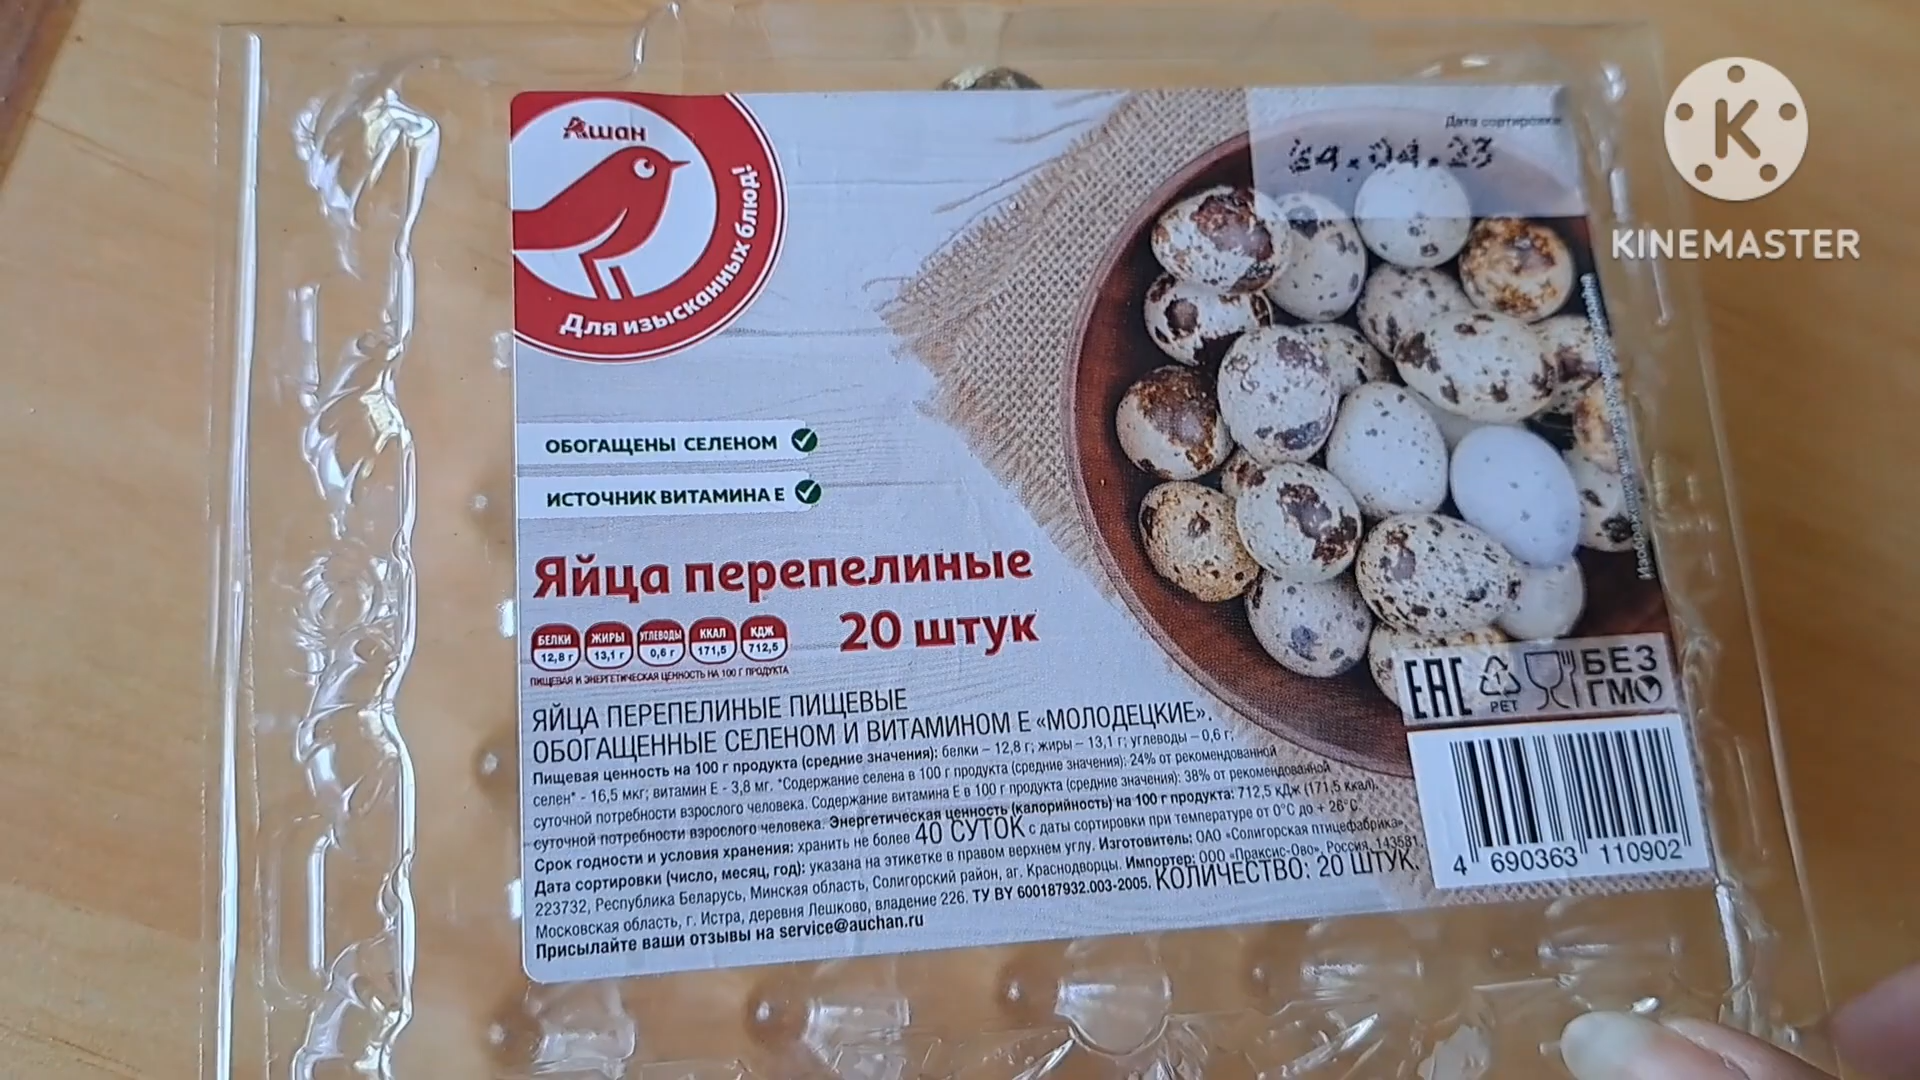 Ашан
Для изысканных блюд!
Дата сортировки
24.04.23
KINEMASTER
ОБОГАЩЕНЫ СЕЛЕНОМ
ИСТОЧНИК ВИТАМИНА Е
Яйца перепелиные
20 штук
БЕЛКИ ЖИРЫ УГЛЕВОДЫ ККАЛ КДЖ
12,8 г 13,1 г 0,6 г 171,5 712,5
ПИЩЕВАЯ И ЭНЕРГЕТИЧЕСКАЯ ЦЕННОСТЬ НА 100 Г ПРОДУКТА
ЯЙЦА ПЕРЕПЕЛИНЫЕ ПИЩЕВЫЕ
ОБОГАЩЕННЫЕ СЕЛЕНОМ И ВИТАМИНОМ Е «МОЛОДЕЦКИЕ».
Пищевая ценность на 100 г продукта (средние значения): белки – 12,8 г; жиры – 13,1 г; углеводы – 0,6 г;
селен* - 16,5 мкг; витамин Е - 3,8 мг. *Содержание селена в 100 г продукта (средние значения): 24% от рекомендованной
суточной потребности взрослого человека. Содержание витамина Е в 100 г продукта (средние значения): 38% от рекомендованной
суточной потребности взрослого человека. Энергетическая ценность (калорийность) на 100 г продукта: 712,5 кДж (171,5 ккал).
Срок годности и условия хранения: хранить не более 40 СУТОК с даты сортировки при температуре от 0°С до + 26°С.
Дата сортировки (число, месяц, год): указана на этикетке в правом верхнем углу. Изготовитель: ОАО «Солигорская птицефабрика»,
223732, Республика Беларусь, Минская область, Солигорский район, аг. Краснодворцы. Импортер: ООО «Праксис-Ово», Россия, 143581,
Московская область, г. Истра, деревня Лешково, владение 226. ТУ BY 600187932.003-2005. КОЛИЧЕСТВО: 20 ШТУК.
Присылайте ваши отзывы на service@auchan.ru
EAC
1
PET
БЕЗ
ГМО
4 690363 110902